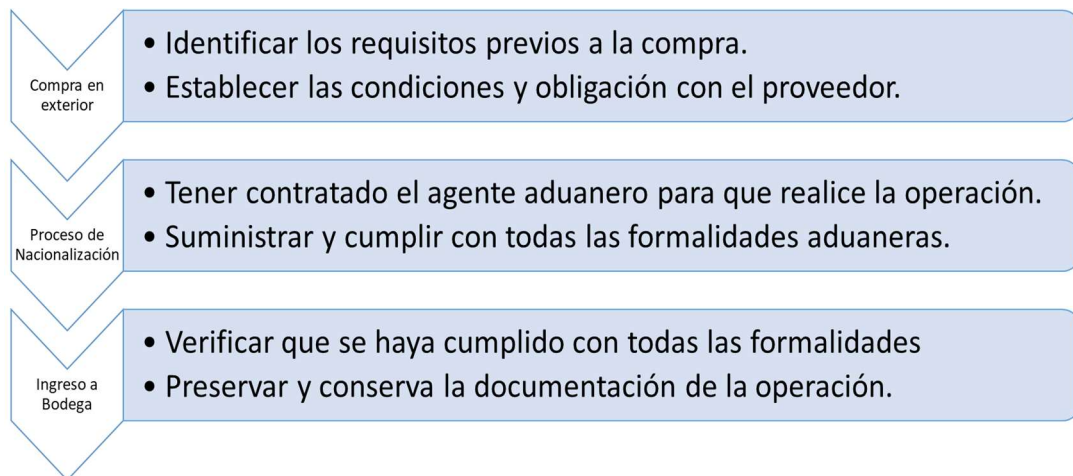 Compra en
exterior
• Identificar los requisitos previos a la compra.
• Establecer las condiciones y obligación con el proveedor.
Proceso de
Nacionalización
• Tener contratado el agente aduanero para que realice la operación.
• Suministrar y cumplir con todas las formalidades aduaneras.
Ingreso a
Bodega
• Verificar que se haya cumplido con todas las formalidades
• Preservar y conserva la documentación de la operación.